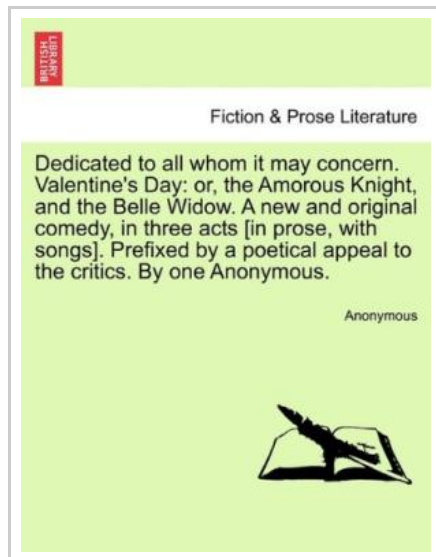 BRITISH
LIBRARY
Fiction & Prose Literature
Dedicated to all whom it may concern.
Valentine's Day: or, the Amorous Knight,
and the Belle Widow. A new and original
comedy, in three acts [in prose, with
songs]. Prefixed by a poetical appeal to
the critics. By one Anonymous.
Anonymous